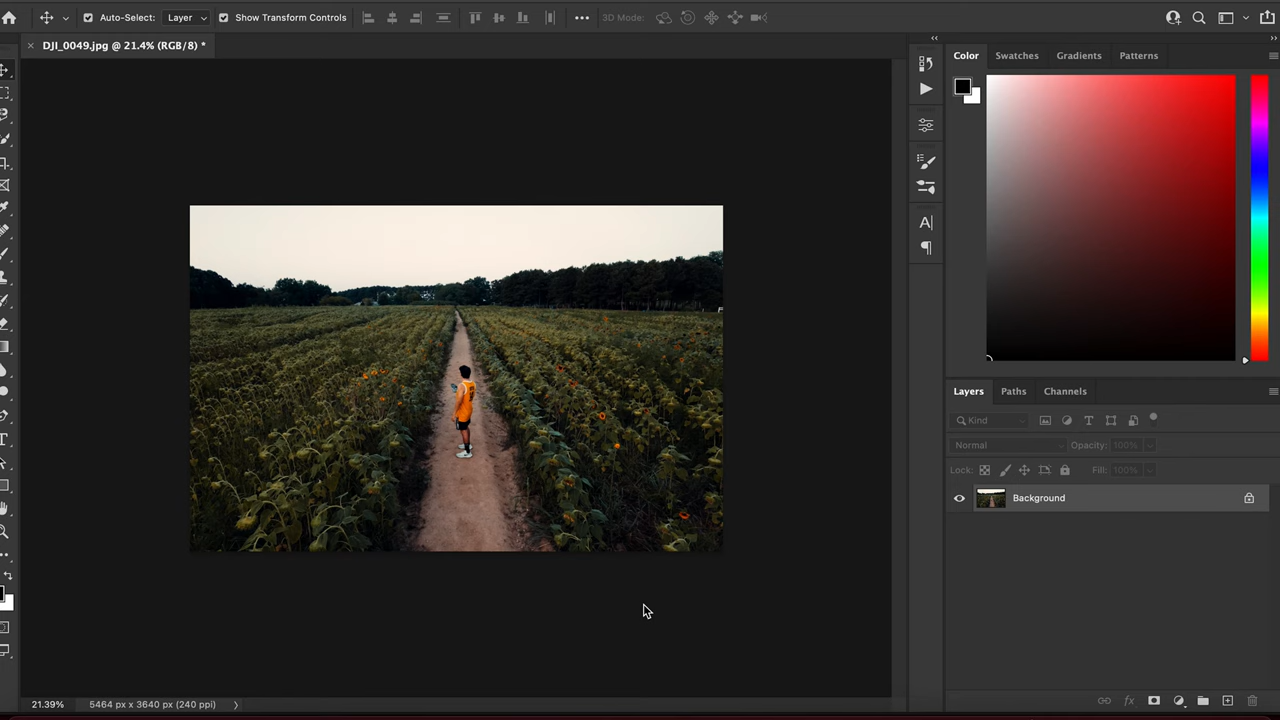 Auto-Select: Layer Show Transform Controls 3D Mode:
DJI_0049.jpg @ 21.4% (RGB/8) *
Color Swatches Gradients Patterns
Layers Paths Channels
Kind
Normal Opacity: 100%
Lock: Fill: 100%
Background
21.39% 5464 px x 3640 px (240 ppi)